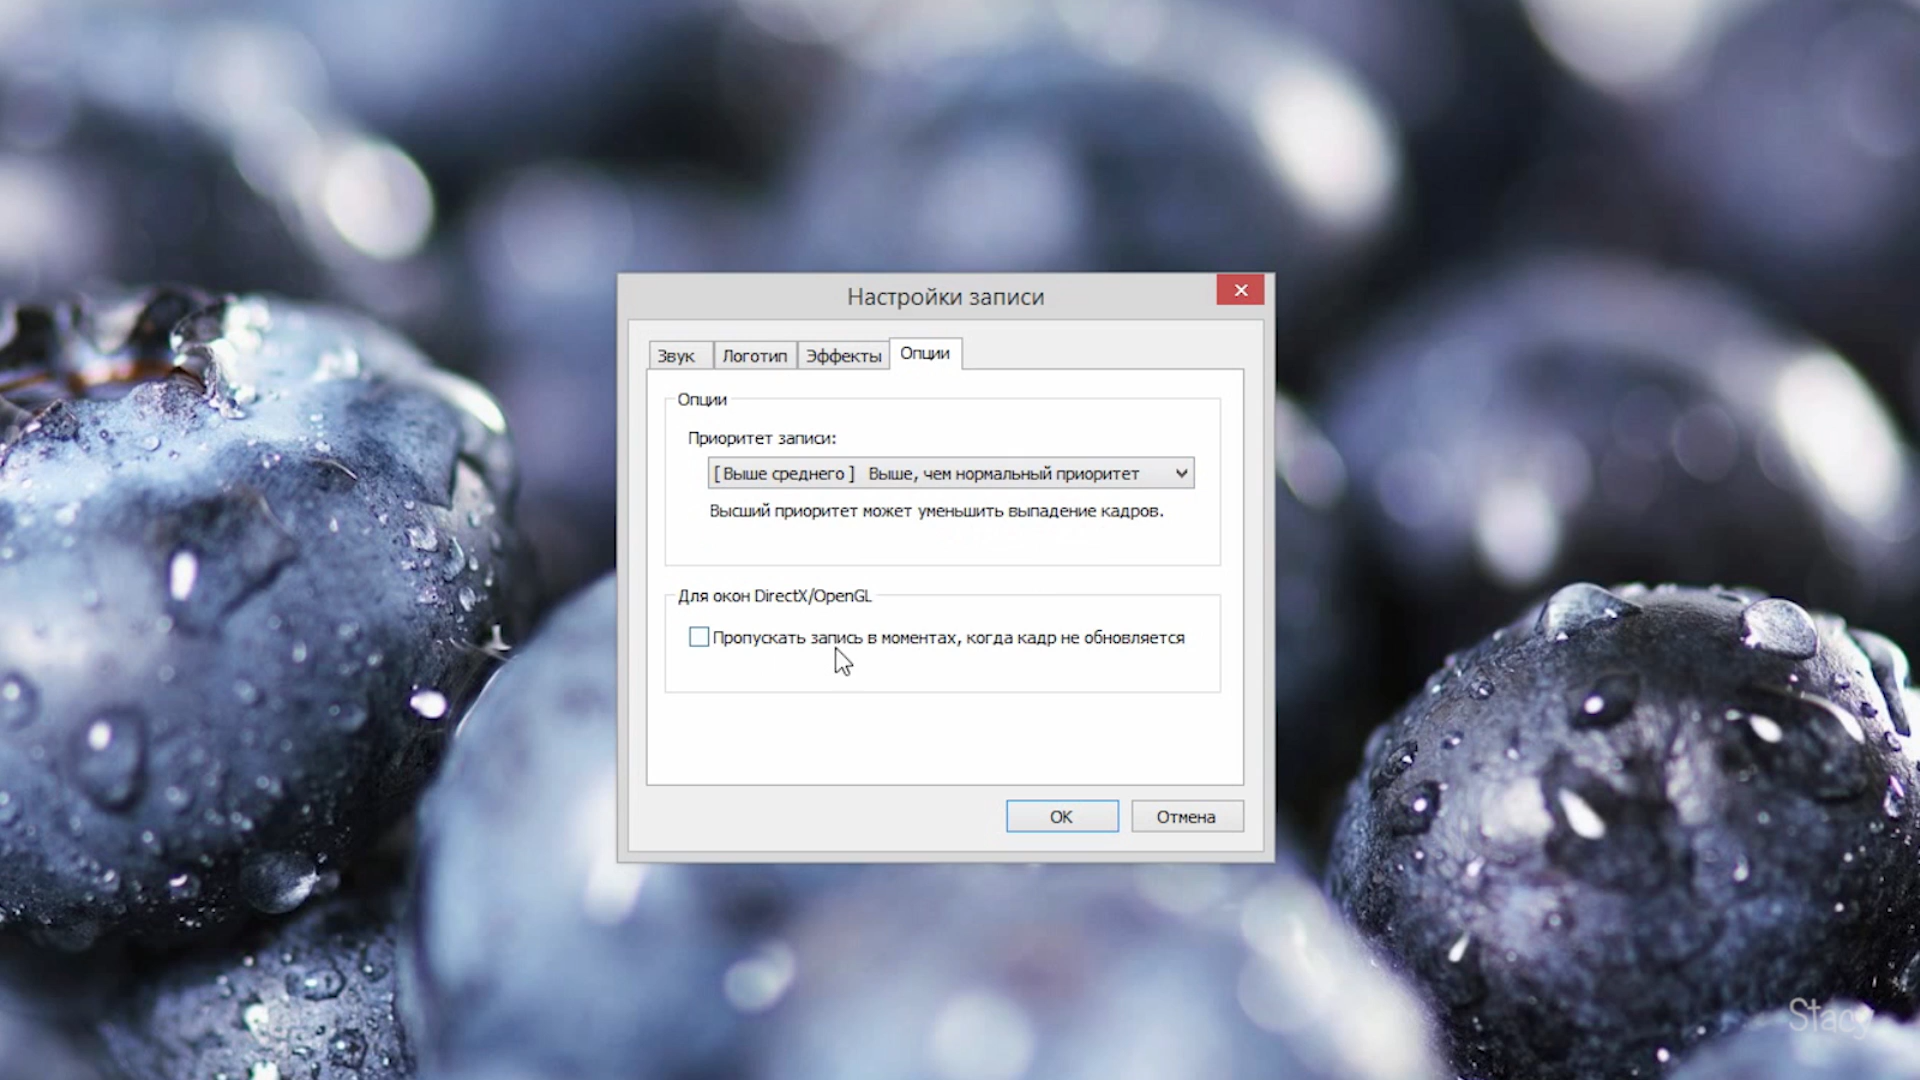 Настройки записи
Звук Логотип Эффекты Опции
Опции
Приоритет записи:
[ Выше среднего ] Выше, чем нормальный приоритет
Высший приоритет может уменьшить выпадение кадров.
Для окон DirectX/OpenGL
Пропускать запись в моментах, когда кадр не обновляется
OK Отмена
Stacy